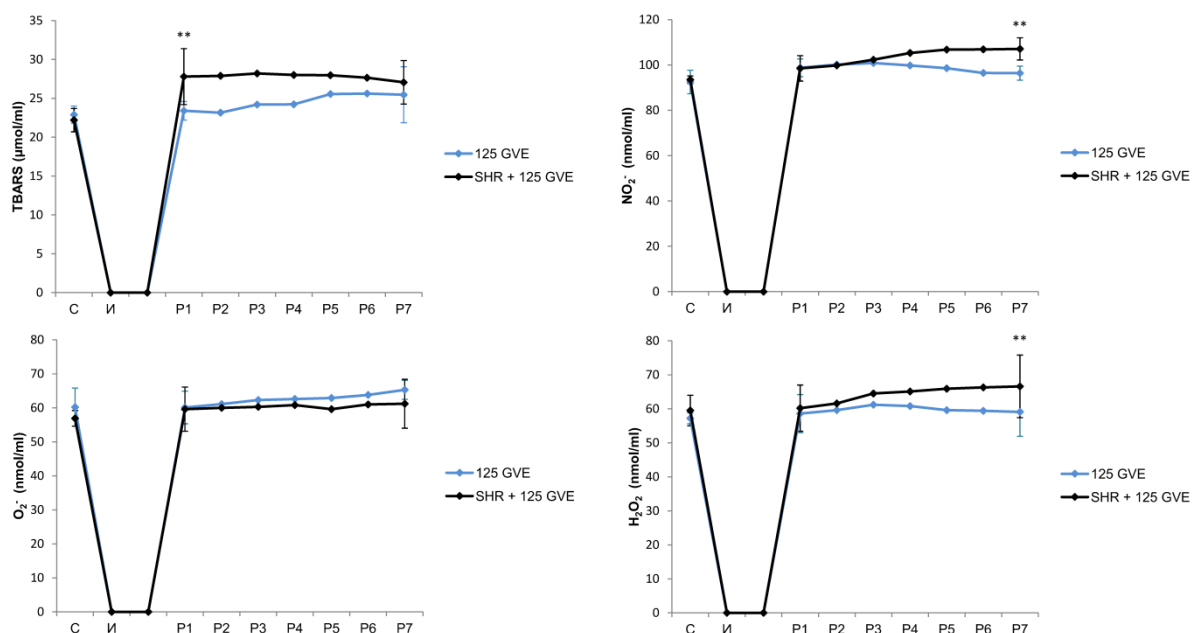 TBARS (μmol/ml)
35
30
25
20
15
10
5
0
**
C И P1 P2 P3 P4 P5 P6 P7
125 GVE
SHR + 125 GVE
NO₂⁻ (nmol/ml)
120
100
80
60
40
20
0
**
C И P1 P2 P3 P4 P5 P6 P7
125 GVE
SHR + 125 GVE
O₂⁻ (nmol/ml)
80
70
60
50
40
30
20
10
0
C И P1 P2 P3 P4 P5 P6 P7
125 GVE
SHR + 125 GVE
H₂O₂ (nmol/ml)
80
70
60
50
40
30
20
10
0
**
C И P1 P2 P3 P4 P5 P6 P7
125 GVE
SHR + 125 GVE